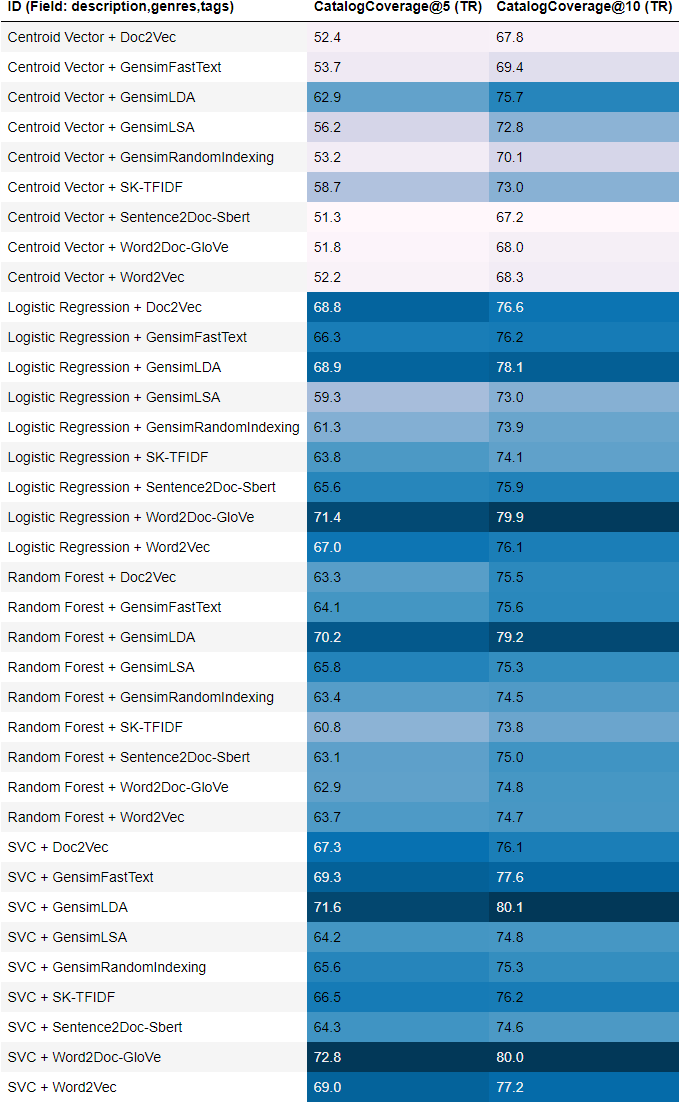 ID (Field: description,genres,tags) CatalogCoverage@5 (TR) CatalogCoverage@10 (TR)
Centroid Vector + Doc2Vec 52.4 67.8
Centroid Vector + GensimFastText 53.7 69.4
Centroid Vector + GensimLDA 62.9 75.7
Centroid Vector + GensimLSA 56.2 72.8
Centroid Vector + GensimRandomIndexing 53.2 70.1
Centroid Vector + SK-TFIDF 58.7 73.0
Centroid Vector + Sentence2Doc-Sbert 51.3 67.2
Centroid Vector + Word2Doc-GloVe 51.8 68.0
Centroid Vector + Word2Vec 52.2 68.3
Logistic Regression + Doc2Vec 68.8 76.6
Logistic Regression + GensimFastText 66.3 76.2
Logistic Regression + GensimLDA 68.9 78.1
Logistic Regression + GensimLSA 59.3 73.0
Logistic Regression + GensimRandomIndexing 61.3 73.9
Logistic Regression + SK-TFIDF 63.8 74.1
Logistic Regression + Sentence2Doc-Sbert 65.6 75.9
Logistic Regression + Word2Doc-GloVe 71.4 79.9
Logistic Regression + Word2Vec 67.0 76.1
Random Forest + Doc2Vec 63.3 75.5
Random Forest + GensimFastText 64.1 75.6
Random Forest + GensimLDA 70.2 79.2
Random Forest + GensimLSA 65.8 75.3
Random Forest + GensimRandomIndexing 63.4 74.5
Random Forest + SK-TFIDF 60.8 73.8
Random Forest + Sentence2Doc-Sbert 63.1 75.0
Random Forest + Word2Doc-GloVe 62.9 74.8
Random Forest + Word2Vec 63.7 74.7
SVC + Doc2Vec 67.3 76.1
SVC + GensimFastText 69.3 77.6
SVC + GensimLDA 71.6 80.1
SVC + GensimLSA 64.2 74.8
SVC + GensimRandomIndexing 65.6 75.3
SVC + SK-TFIDF 66.5 76.2
SVC + Sentence2Doc-Sbert 64.3 74.6
SVC + Word2Doc-GloVe 72.8 80.0
SVC + Word2Vec 69.0 77.2